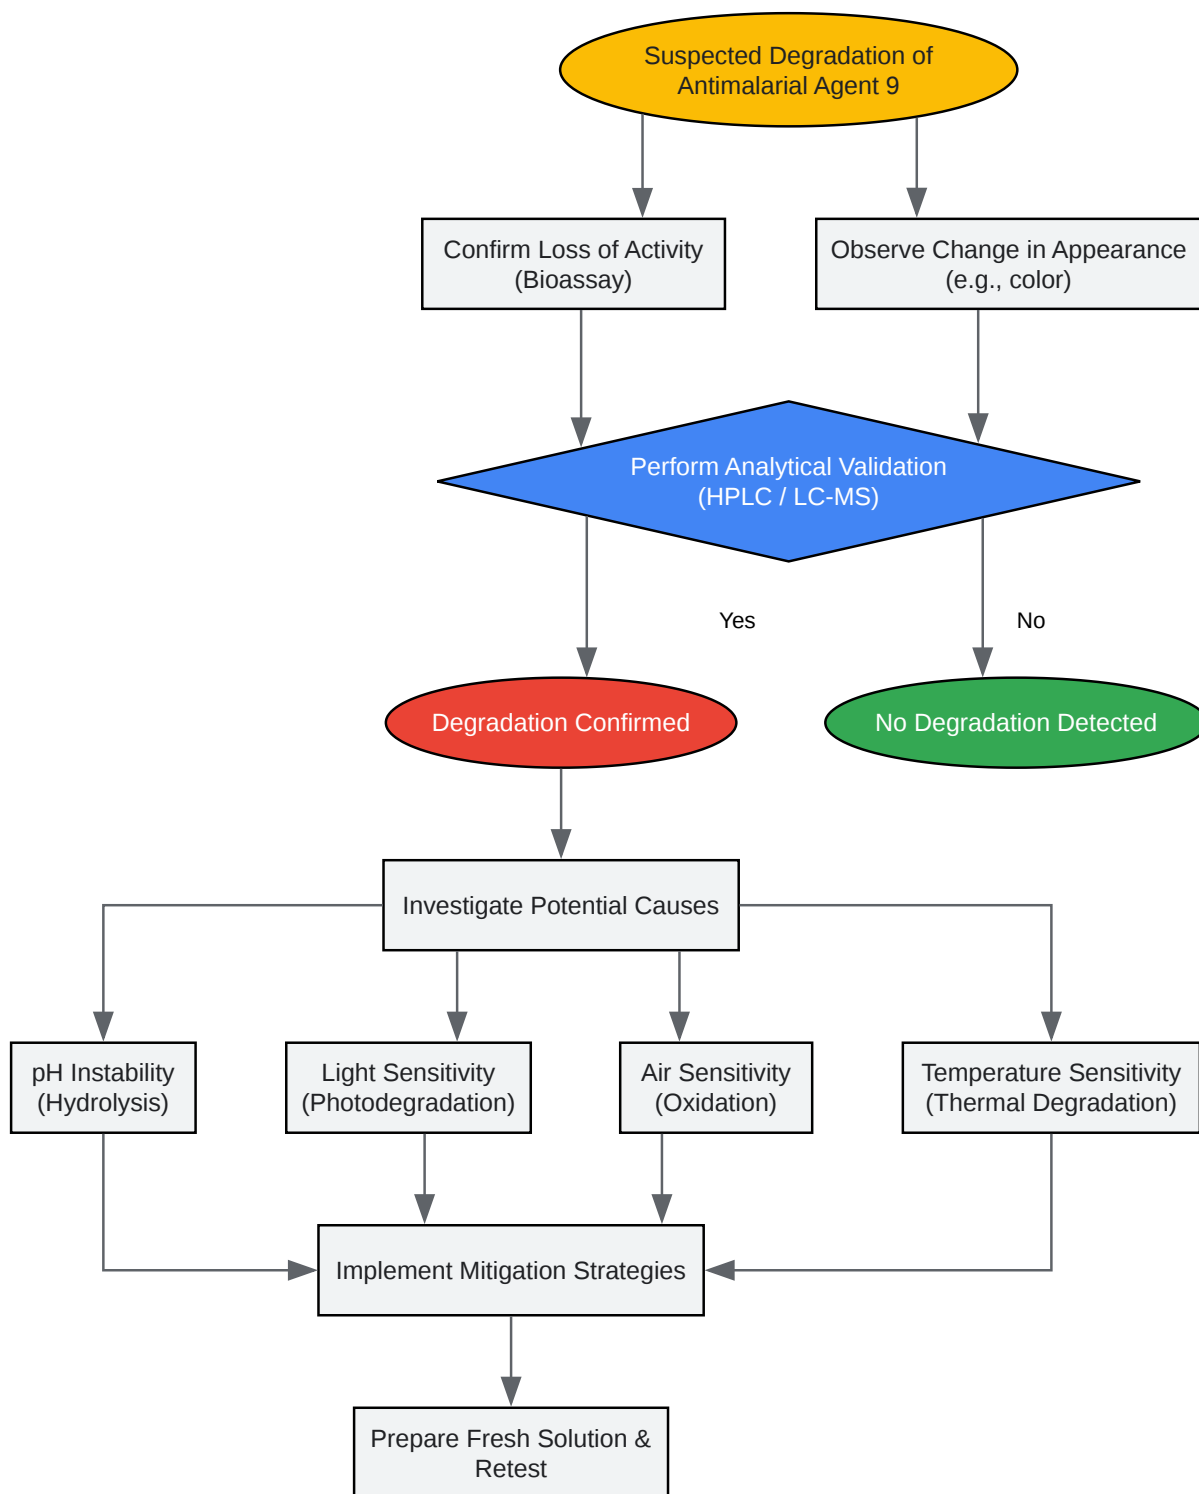 Suspected Degradation of
Antimalarial Agent 9
Confirm Loss of Activity
(Bioassay)
Observe Change in Appearance
(e.g., color)
Perform Analytical Validation
(HPLC / LC-MS)
Yes
No
Degradation Confirmed
No Degradation Detected
Investigate Potential Causes
pH Instability
(Hydrolysis)
Light Sensitivity
(Photodegradation)
Air Sensitivity
(Oxidation)
Temperature Sensitivity
(Thermal Degradation)
Implement Mitigation Strategies
Prepare Fresh Solution &
Retest